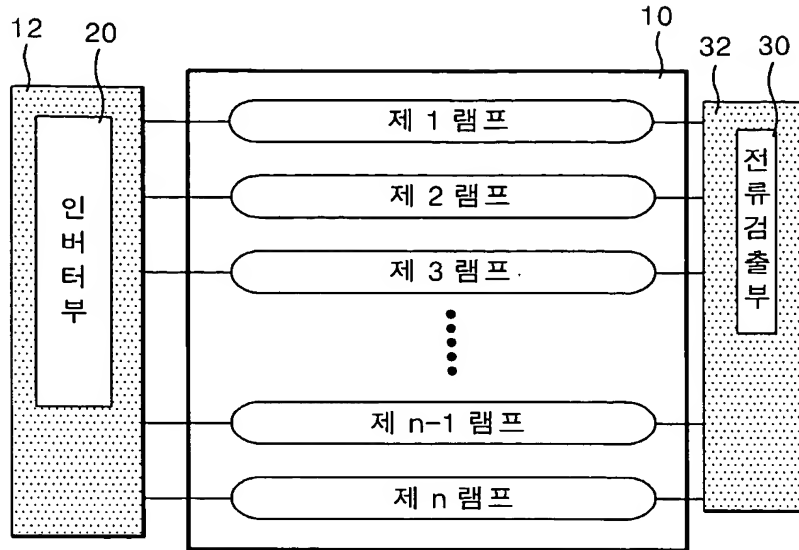 12
20
10
32
30
제 1 램프
제 2 램프
제 3 램프
제 n-1 램프
제 n 램프
인버터부
전류검출부